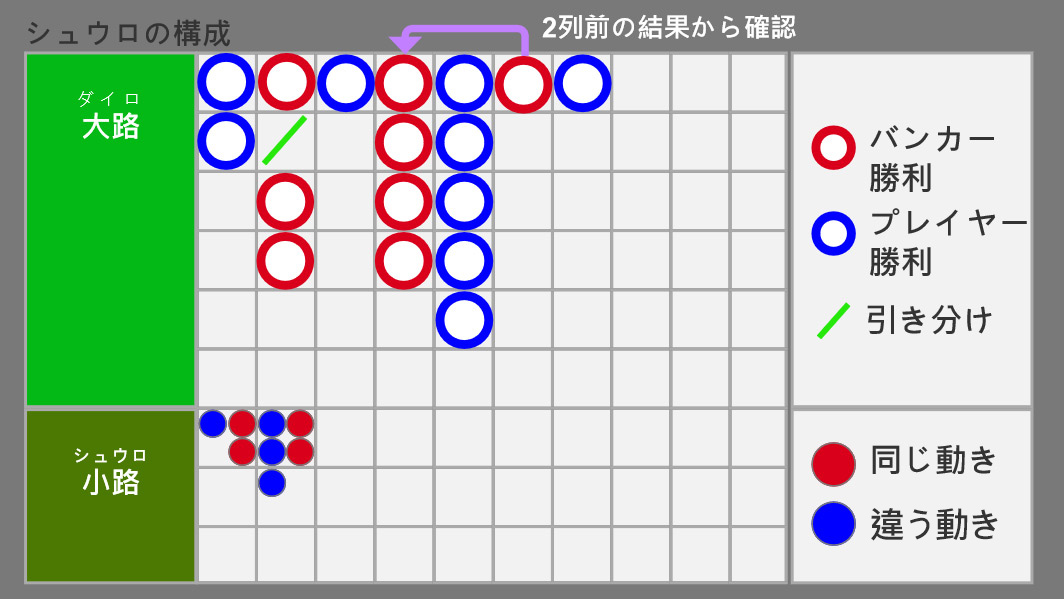 シュウロの構成
2列前の結果から確認
ダイロ
大路
バンカー
勝利
プレイヤー
勝利
引き分け
シュウロ
小路
同じ動き
違う動き